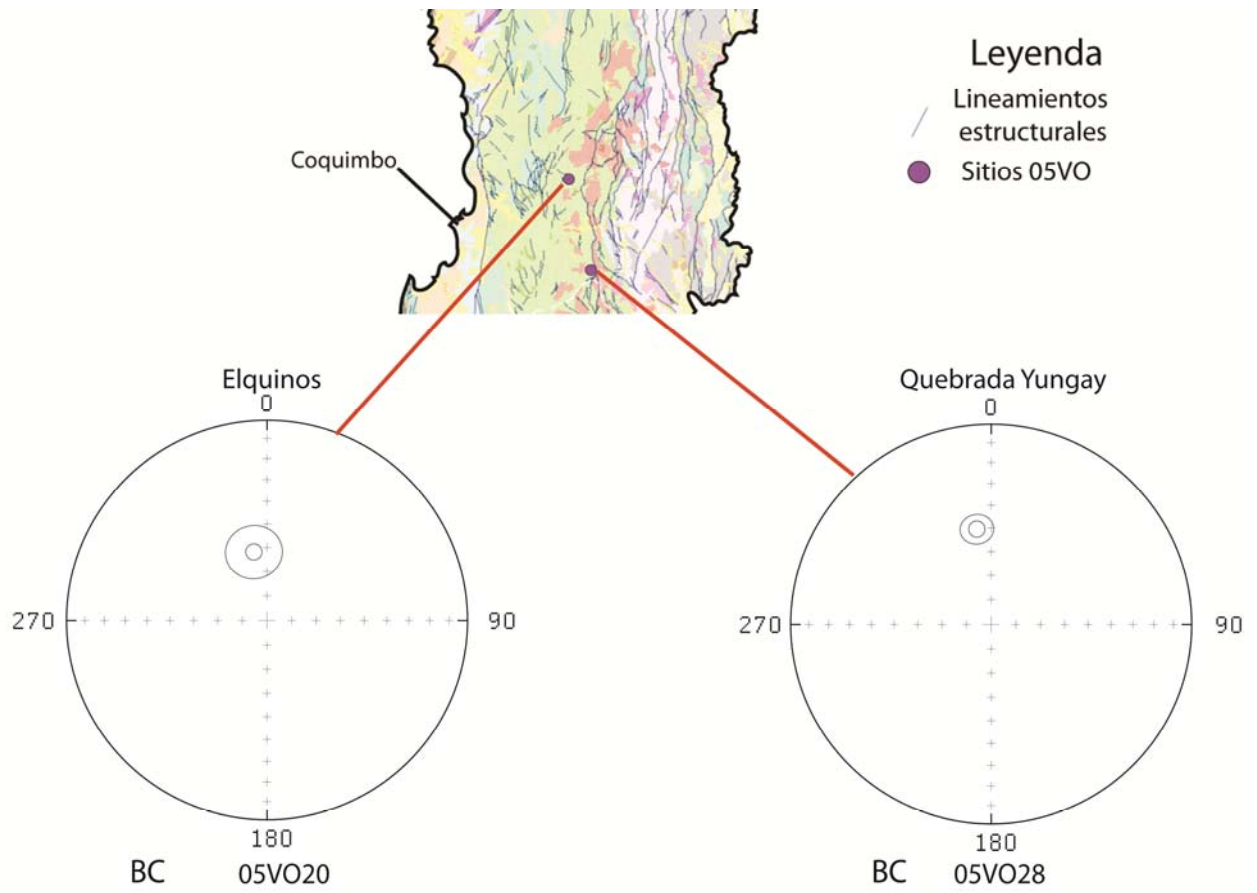 Leyenda
Lineamientos
estructurales
Sitios 05VO
Coquimbo
Elquinos
0
270
90
180
BC 05VO20
Quebrada Yungay
0
270
90
180
BC 05VO28